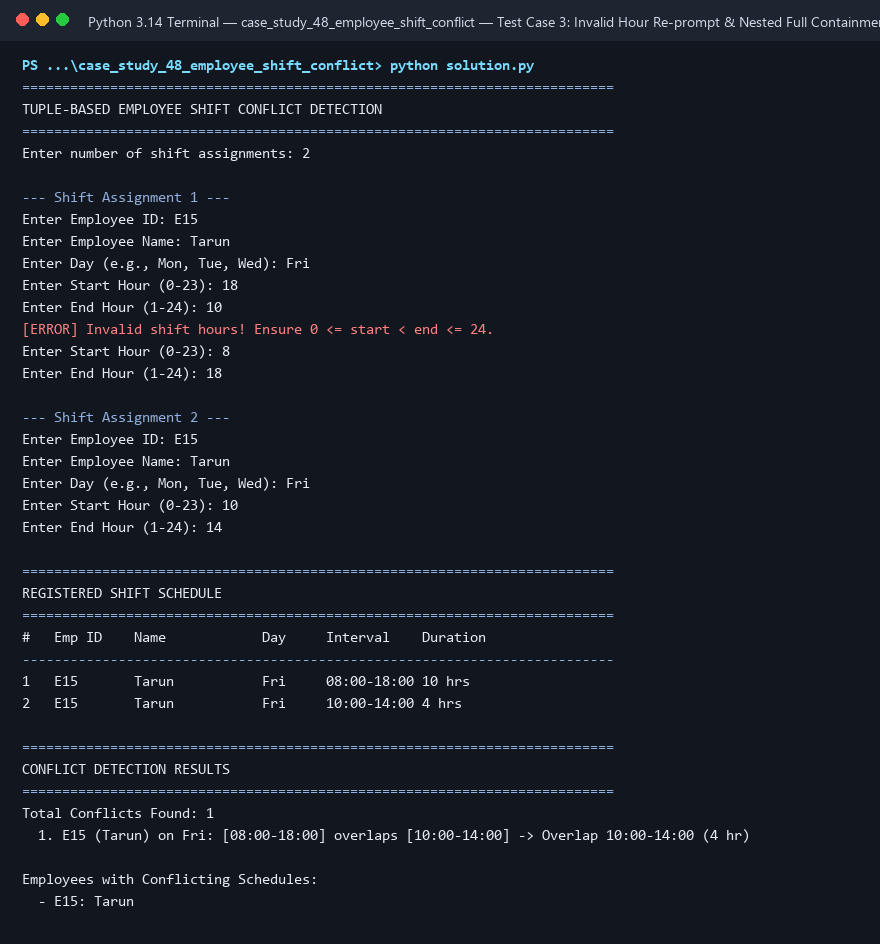 Python 3.14 Terminal — case_study_48_employee_shift_conflict — Test Case 3: Invalid Hour Re-prompt & Nested Full
PS ...\case_study_48_employee_shift_conflict> python solution.py
==========================================================================
TUPLE-BASED EMPLOYEE SHIFT CONFLICT DETECTION
==========================================================================
Enter number of shift assignments: 2
--- Shift Assignment 1 ---
Enter Employee ID: E15
Enter Employee Name: Tarun
Enter Day (e.g., Mon, Tue, Wed): Fri
Enter Start Hour (0-23): 18
Enter End Hour (1-24): 10
[ERROR] Invalid shift hours! Ensure 0 <= start < end <= 24.
Enter Start Hour (0-23): 8
Enter End Hour (1-24): 18
--- Shift Assignment 2 ---
Enter Employee ID: E15
Enter Employee Name: Tarun
Enter Day (e.g., Mon, Tue, Wed): Fri
Enter Start Hour (0-23): 10
Enter End Hour (1-24): 14
==========================================================================
REGISTERED SHIFT SCHEDULE
==========================================================================
#   Emp ID    Name            Day     Interval    Duration
--------------------------------------------------------------------------
1   E15       Tarun           Fri     08:00-18:00 10 hrs
2   E15       Tarun           Fri     10:00-14:00 4 hrs
==========================================================================
CONFLICT DETECTION RESULTS
==========================================================================
Total Conflicts Found: 1
  1. E15 (Tarun) on Fri: [08:00-18:00] overlaps [10:00-14:00] -> Overlap 10:00-14:00 (4 hr)
Employees with Conflicting Schedules:
  - E15: Tarun